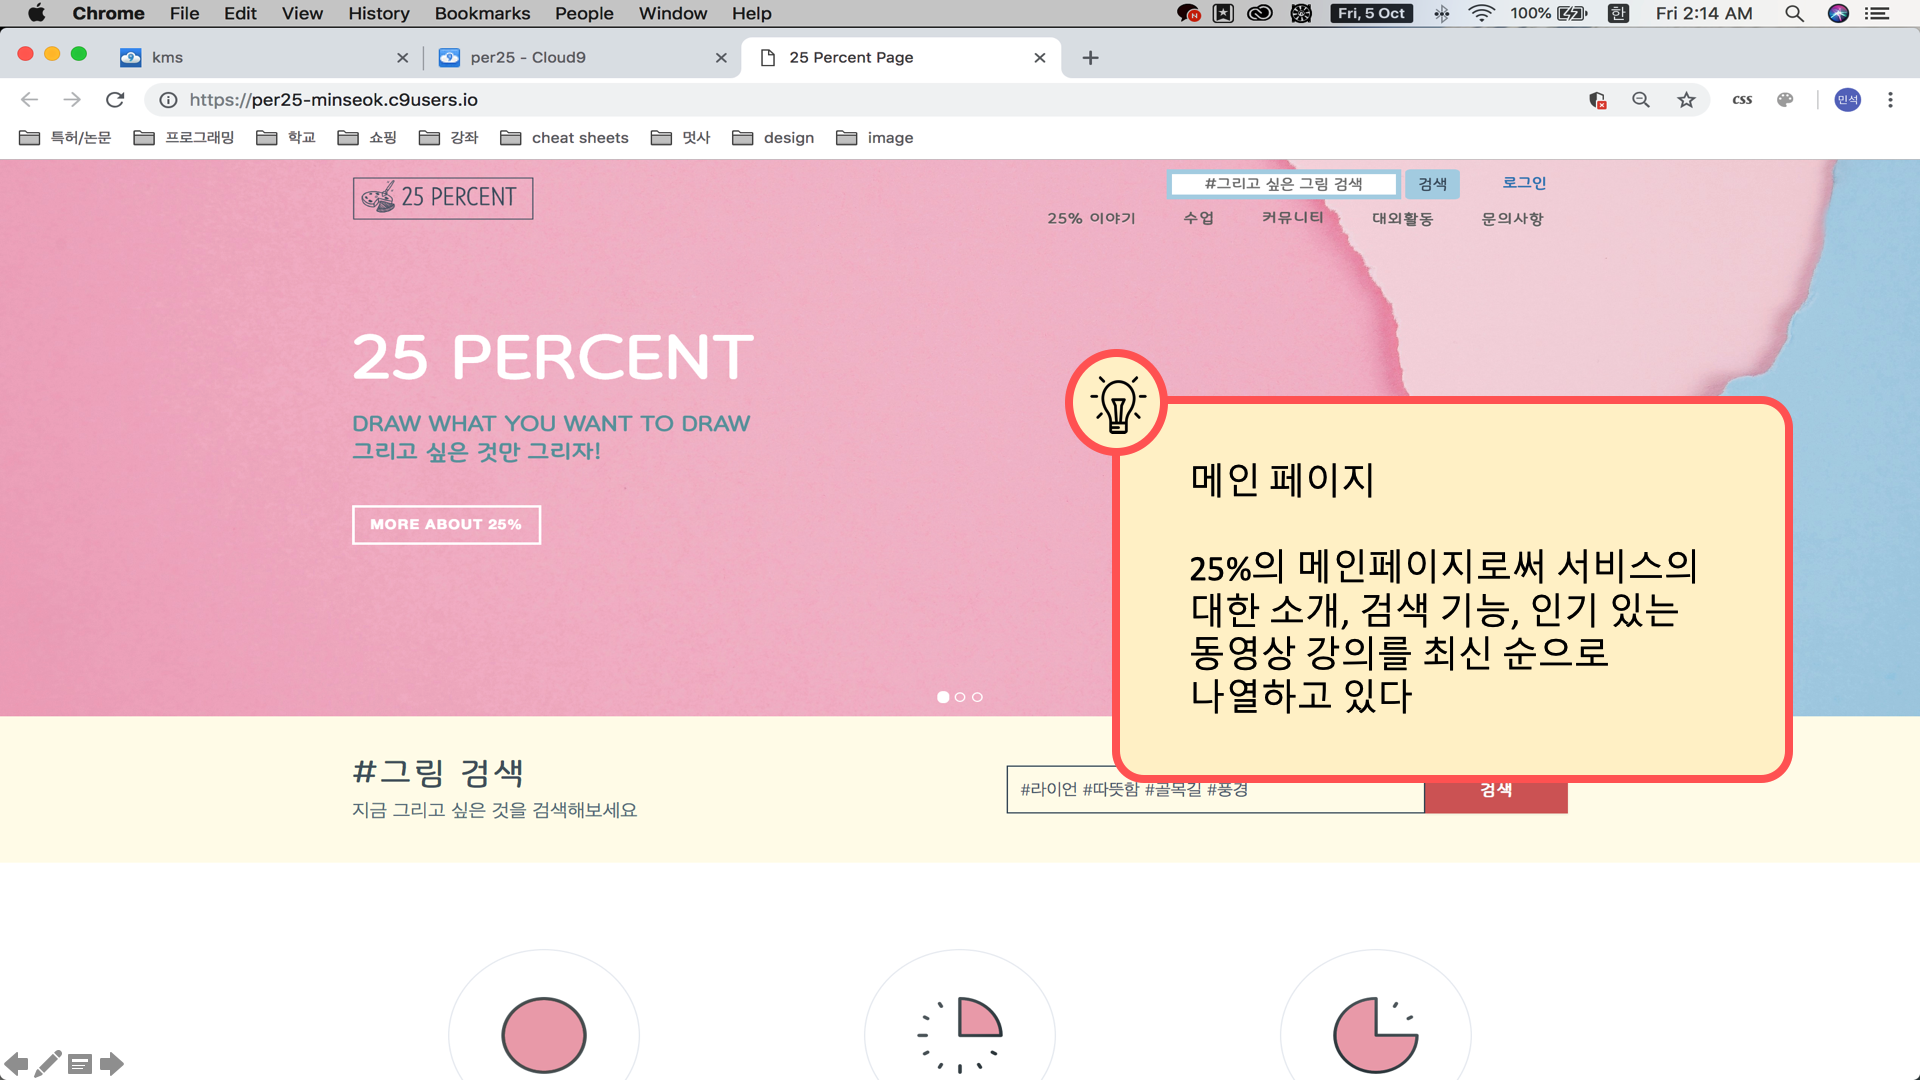 Chrome File Edit View History Bookmarks People Window Help Fri, 5 Oct 100% 한 Fri 2:14 AM
kms per25 - Cloud9 25 Percent Page
https://per25-minseok.c9users.io css 민석
특허/논문 프로그래밍 학교 쇼핑 강좌 cheat sheets 멋사 design image
25 PERCENT
#그리고 싶은 그림 검색 검색 로그인
25% 이야기 수업 커뮤니티 대외활동 문의사항
25 PERCENT
DRAW WHAT YOU WANT TO DRAW
그리고 싶은 것만 그리자!
MORE ABOUT 25%
메인 페이지
25%의 메인페이지로써 서비스의
대한 소개, 검색 기능, 인기 있는
동영상 강의를 최신 순으로
나열하고 있다
#그림 검색
지금 그리고 싶은 것을 검색해보세요
#라이언 #따뜻함 #골목길 #풍경 검색